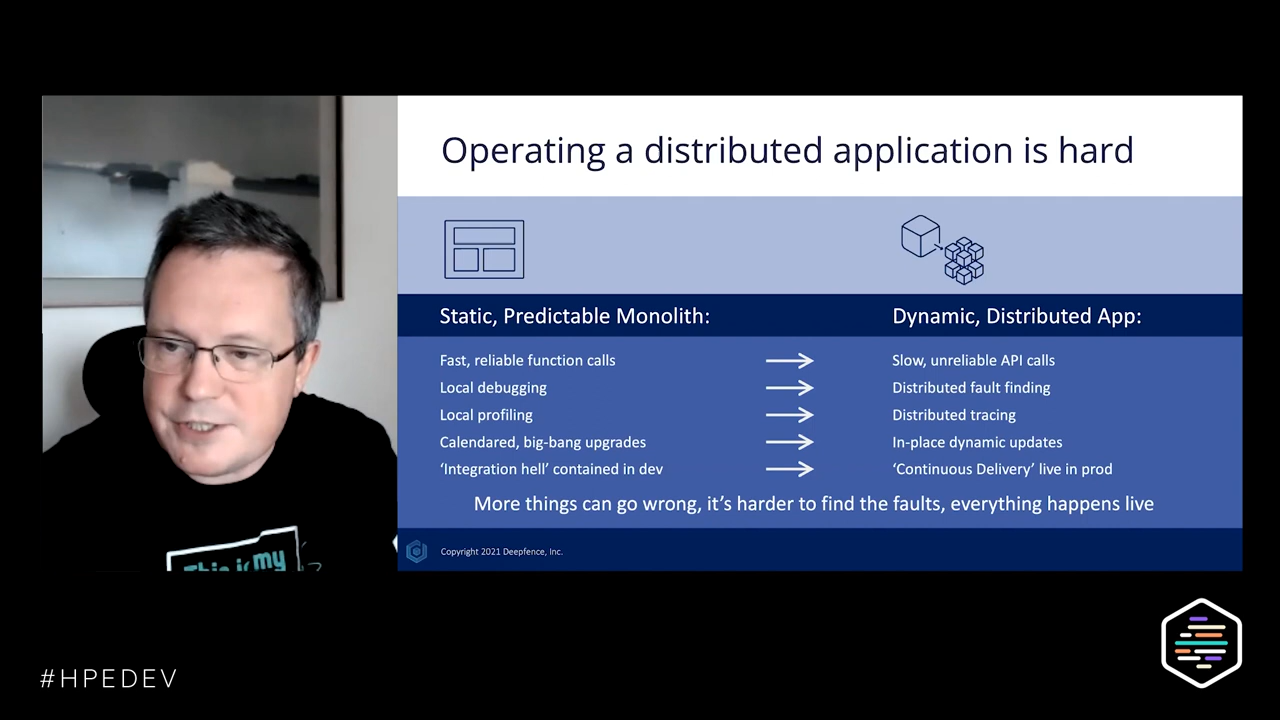 Operating a distributed application is hard
Static, Predictable Monolith:
Dynamic, Distributed App:
Fast, reliable function calls
Slow, unreliable API calls
Local debugging
Distributed fault finding
Local profiling
Distributed tracing
Calendared, big-bang upgrades
In-place dynamic updates
‘Integration hell’ contained in dev
‘Continuous Delivery’ live in prod
More things can go wrong, it’s harder to find the faults, everything happens live
Copyright 2021 Deepfence, Inc.
This is my
#HPEDEV